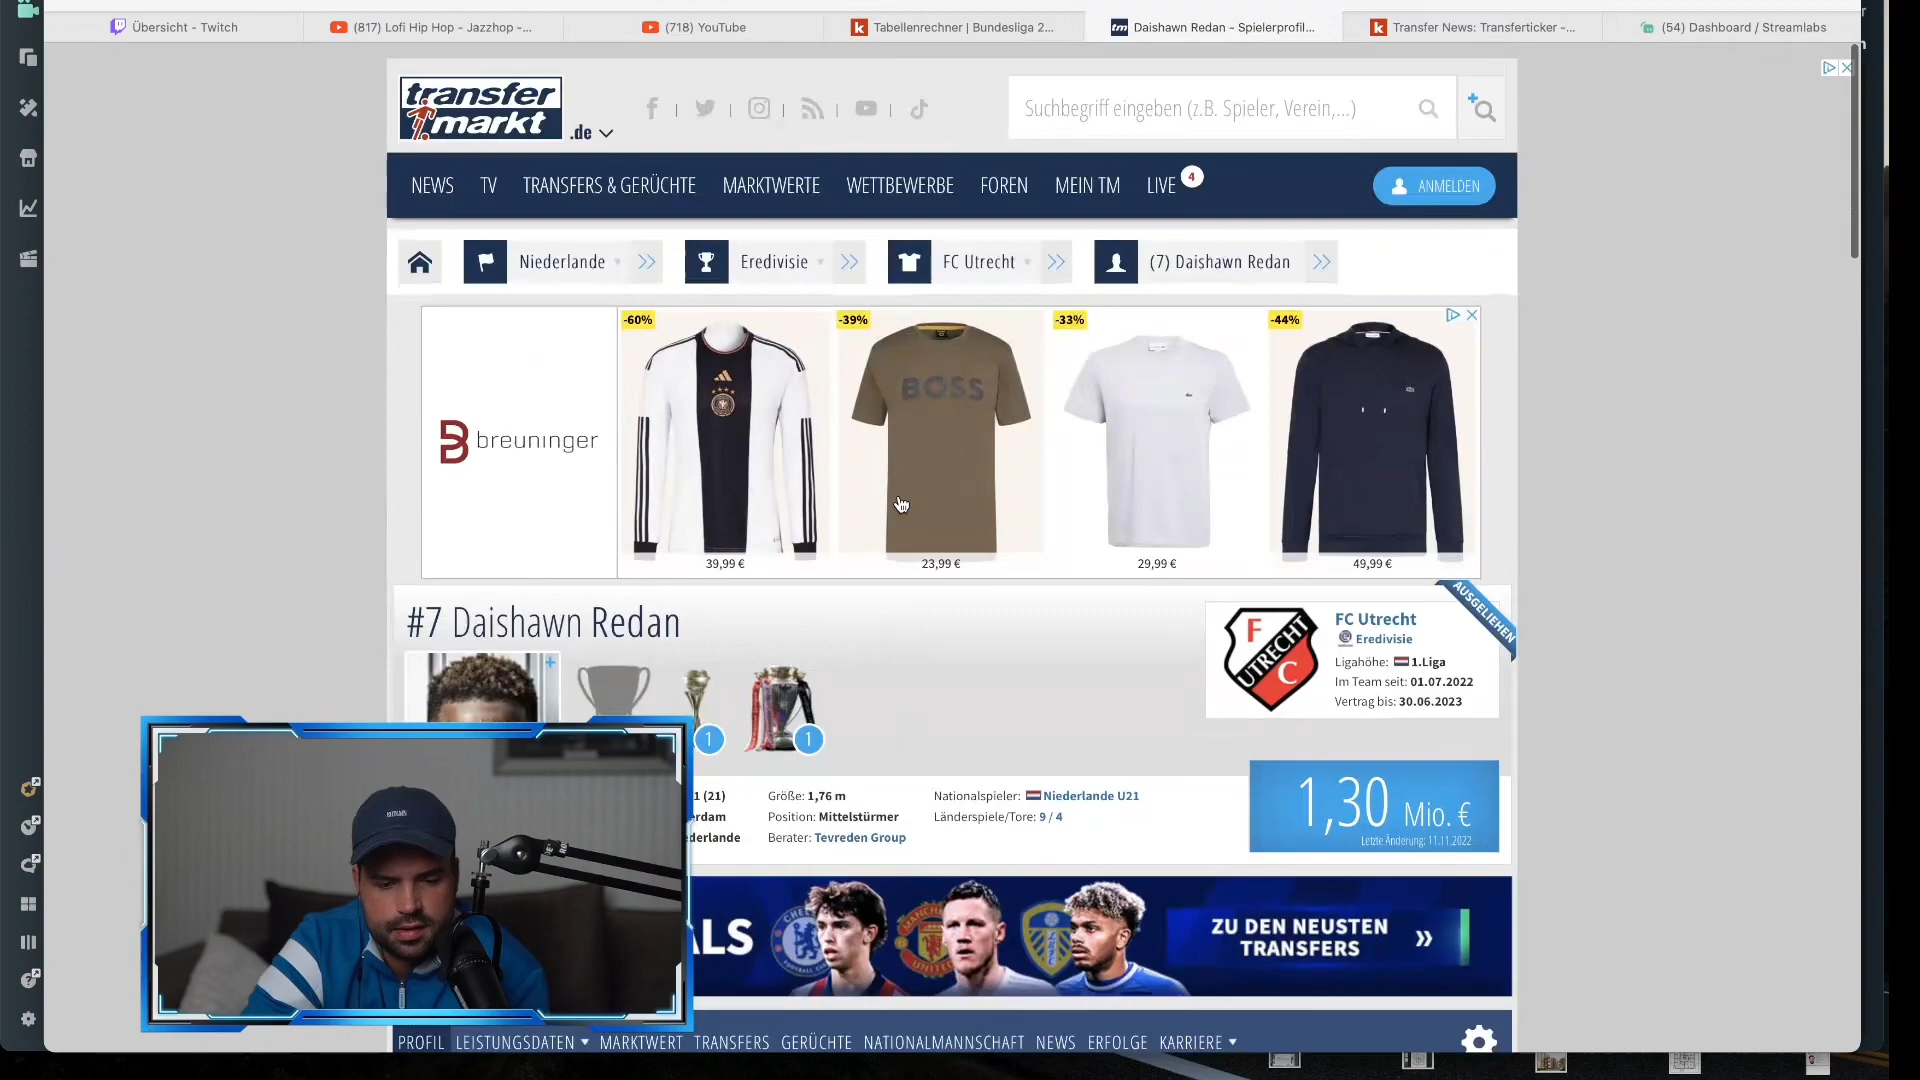 Übersicht - Twitch
(817) Lofi Hip Hop - Jazzhop -...
(718) YouTube
Tabellenrechner | Bundesliga 2...
tm Daishawn Redan - Spielerprofil...
Transfer News: Transferticker -...
(54) Dashboard / Streamlabs
transfer
markt
.de
Suchbegriff eingeben (z.B. Spieler, Verein,...)
NEWS TV TRANSFERS & GERÜCHTE MARKTWERTE WETTBEWERBE FOREN MEIN TM LIVE 4
ANMELDEN
Niederlande
Eredivisie
FC Utrecht
(7) Daishawn Redan
breuninger
-60%
-39%
-33%
-44%
BOSS
39,99 €
23,99 €
29,99 €
49,99 €
#7 Daishawn Redan
1
1
FC UTRECHT
FC Utrecht
Eredivisie
Ligahöhe: 1.Liga
Im Team seit: 01.07.2022
Vertrag bis: 30.06.2023
AUSGELIEHEN
1 (21)
erdam
ederlande
Größe: 1,76 m
Position: Mittelstürmer
Berater: Tevreden Group
Nationalspieler: Niederlande U21
Länderspiele/Tore: 9 / 4
1,30 Mio. €
Letzte Änderung: 11.11.2022
ALS
ZU DEN NEUSTEN
TRANSFERS
PROFIL LEISTUNGSDATEN MARKTWERT TRANSFERS GERÜCHTE NATIONALMANNSCHAFT NEWS ERFOLGE KARRIERE